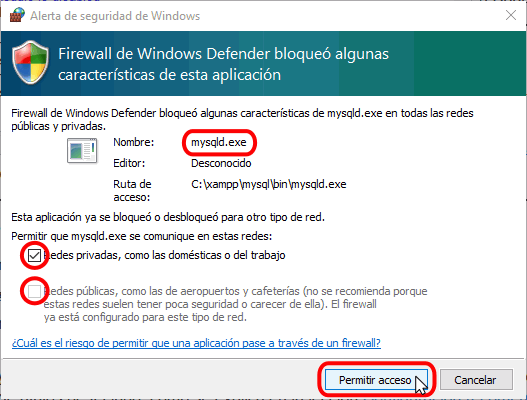 Alerta de seguridad de Windows
Firewall de Windows Defender bloqueó algunas
características de esta aplicación
Firewall de Windows Defender bloqueó algunas características de mysqld.exe en todas las redes
públicas y privadas.
Nombre: mysqld.exe
Editor: Desconocido
Ruta de acceso: C:\xampp\mysql\bin\mysqld.exe
Esta aplicación ya se bloqueó o desbloqueó para otro tipo de red.
Permitir que mysqld.exe se comunique en estas redes:
Redes privadas, como las domésticas o del trabajo
Redes públicas, como las de aeropuertos y cafeterías (no se recomienda porque
estas redes suelen tener poca seguridad o carecer de ella). El firewall
ya está configurado para este tipo de red.
¿Cuál es el riesgo de permitir que una aplicación pase a través de un firewall?
Permitir acceso Cancelar